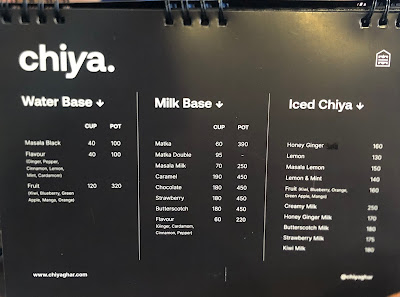 chiya.
Water Base ↓
CUP POT
Masala Black 40 100
Flavour 40 100
(Ginger, Pepper,
Cinnamon, Lemon,
Mint, Cardamom)
Fruit 120 320
(Kiwi, Blueberry, Green
Apple, Mango, Orange)
Milk Base ↓
CUP POT
Matka 60 390
Matka Double 95 -
Masala Milk 70 250
Caramel 190 450
Chocolate 180 450
Strawberry 180 450
Butterscotch 180 450
Flavour 60 220
(Ginger, Cardamom,
Cinnamon, Pepper)
Iced Chiya ↓
Honey Ginger 160
Lemon 130
Masala Lemon 150
Lemon & Mint 140
Fruit (Kiwi, Blueberry, Orange, 160
Green Apple, Mango)
Creamy Milk 250
Honey Ginger Milk 170
Butterscotch Milk 180
Strawberry Milk 175
Kiwi Milk 180
www.chiyaghar.com
@chiyaghar